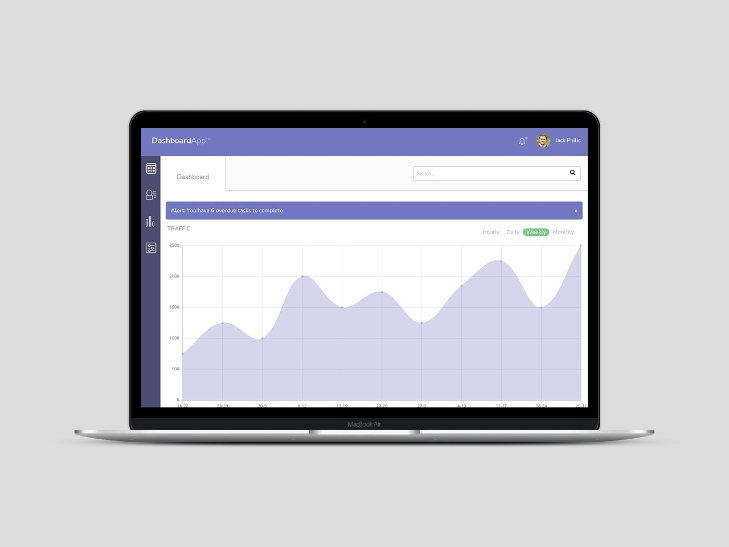 DashboardApp™
Jack Pralis
Dashboard
Search...
Alert: You have 6 overdue tasks to complete
x
TRAFFIC
Hourly Daily Weekly Monthly
2500
2000
1500
1000
500
0
16-22 23-29 30-5 6-12 13-19 20-26 27-3 4-10 11-17 18-24 25-31
MacBook Air